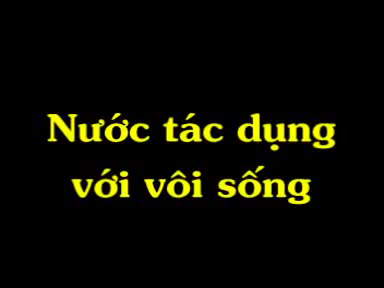 Nước tác dụng
với vôi sống